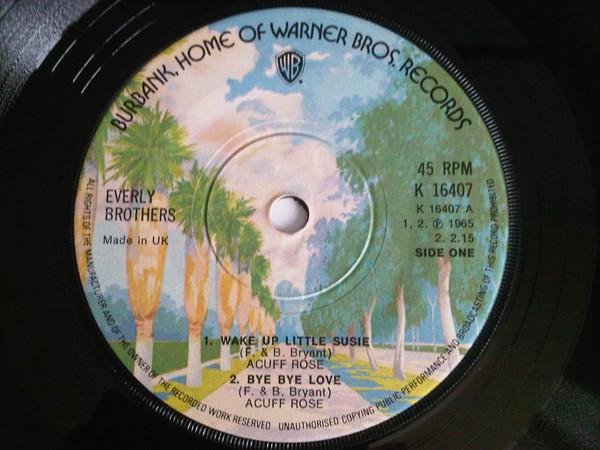 BURBANK, HOME OF WARNER BROS. RECORDS
WB
EVERLY
BROTHERS
Made in UK
45 RPM
K 16407
K 16407 A
1, 2. Ⓟ 1965
2. 2.15
SIDE ONE
1. WAKE UP LITTLE SUSIE
(F. & B. Bryant)
ACUFF ROSE
2. BYE BYE LOVE
(F. & B. Bryant)
ACUFF ROSE
ALL RIGHTS OF THE MANUFACTURER AND OF THE OWNER OF THE RECORDED WORK RESERVED UNAUTHORISED COPYING PUBLIC PERFORMANCE AND BROADCASTING OF THIS RECORD PROHIBITED